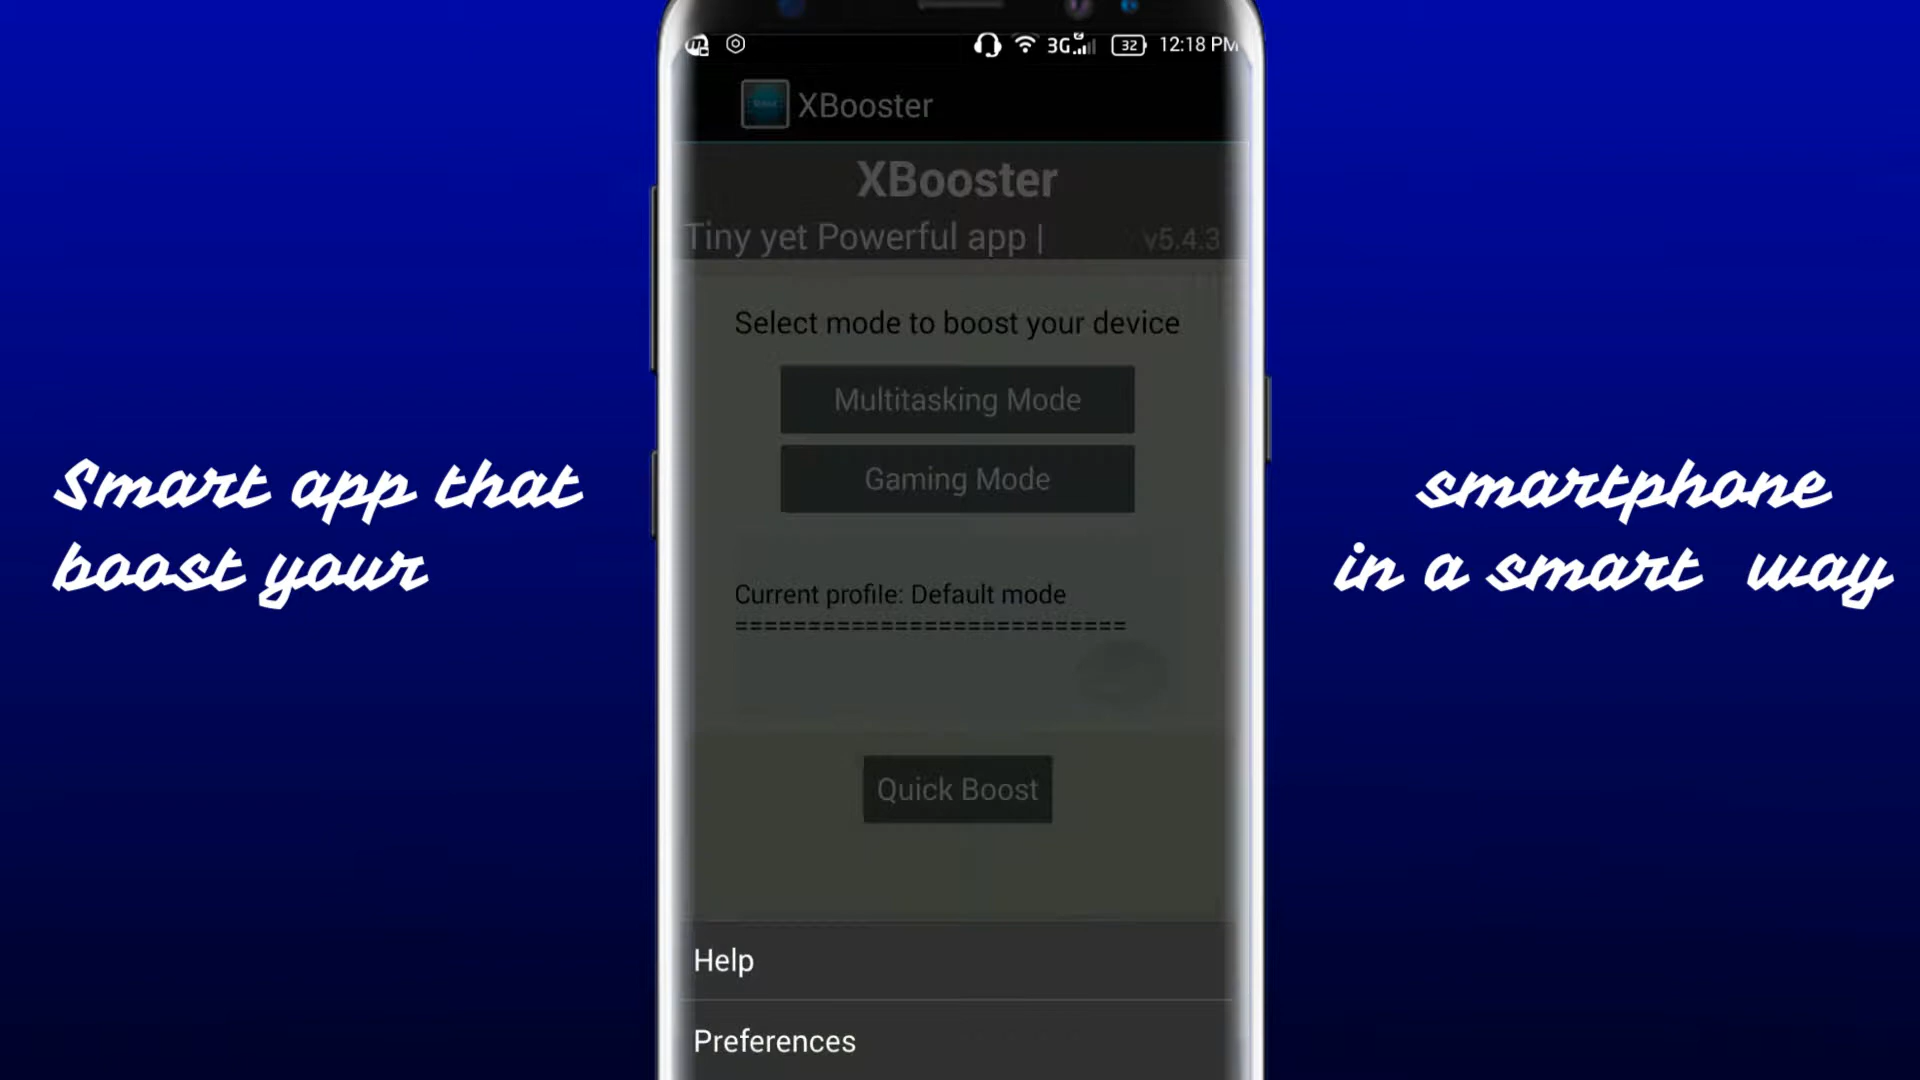 3G 32 12:18 PM
XBooster
XBooster
Tiny yet Powerful app | v5.4.3
Select mode to boost your device
Multitasking Mode
Gaming Mode
Smart app that
boost your
smartphone
in a smart way
Current profile: Default mode
===========================
Quick Boost
Help
Preferences